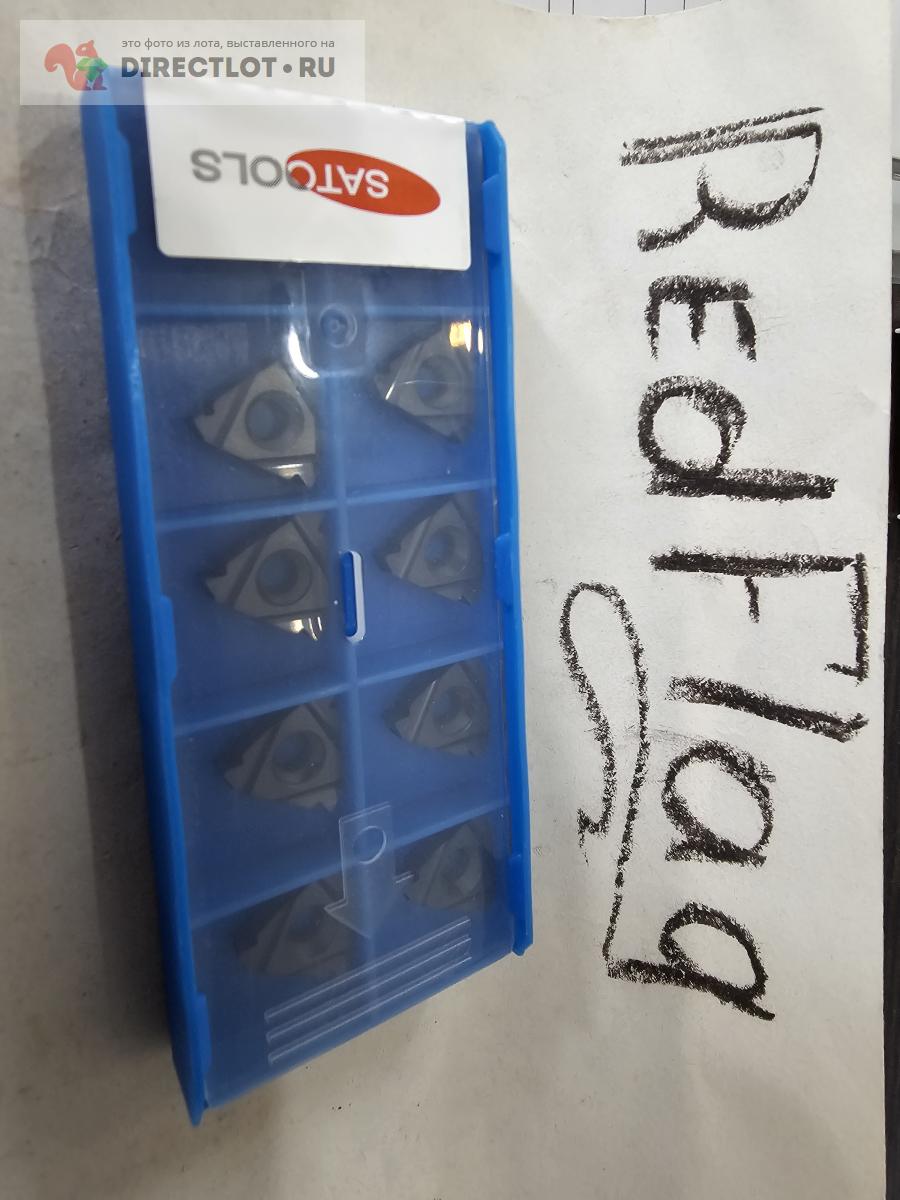 это фото из лота, выставленного на
DIRECTLOT•RU
SATOOLS
RedFlag